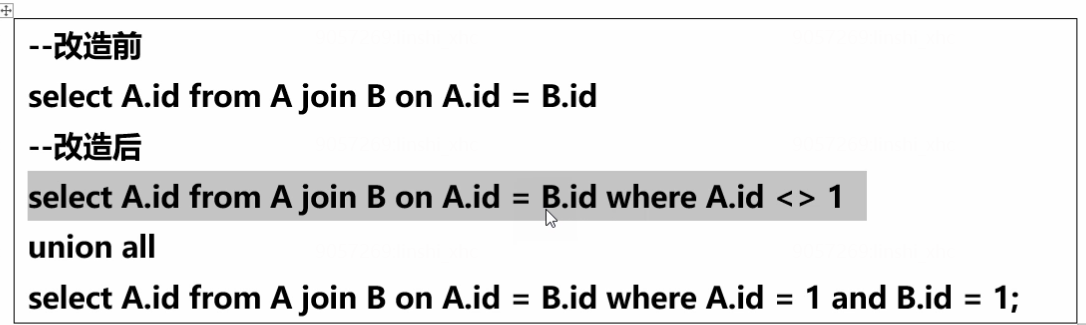 --改造前
select A.id from A join B on A.id = B.id
--改造后
select A.id from A join B on A.id = B.id where A.id <> 1
union all
select A.id from A join B on A.id = B.id where A.id = 1 and B.id = 1;